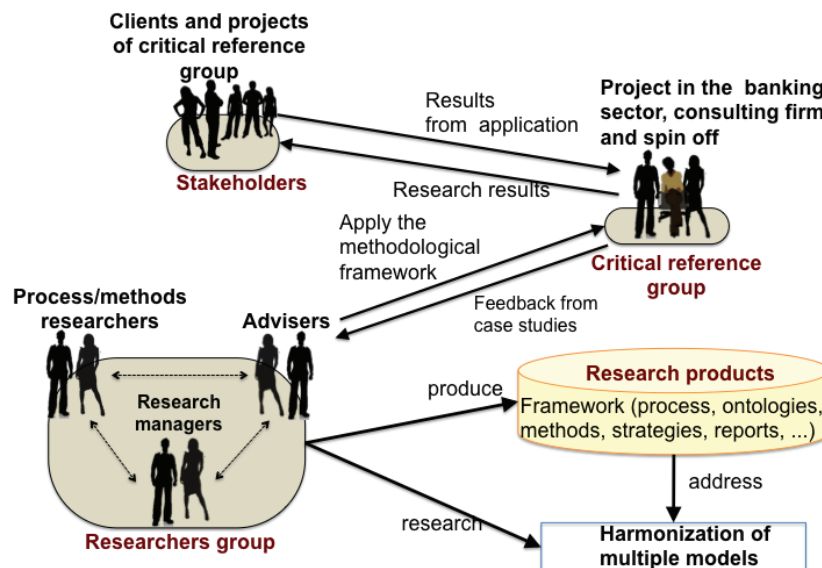 Clients and projects
of critical reference
group
Stakeholders
Results
from application
Research results
Project in the banking
sector, consulting firm
and spin off
Critical reference
group
Apply the
methodological
framework
Feedback from
case studies
Process/methods
researchers
Advisers
Research
managers
Researchers group
produce
research
Research products
Framework (process, ontologies,
methods, strategies, reports, ...)
address
Harmonization of
multiple models